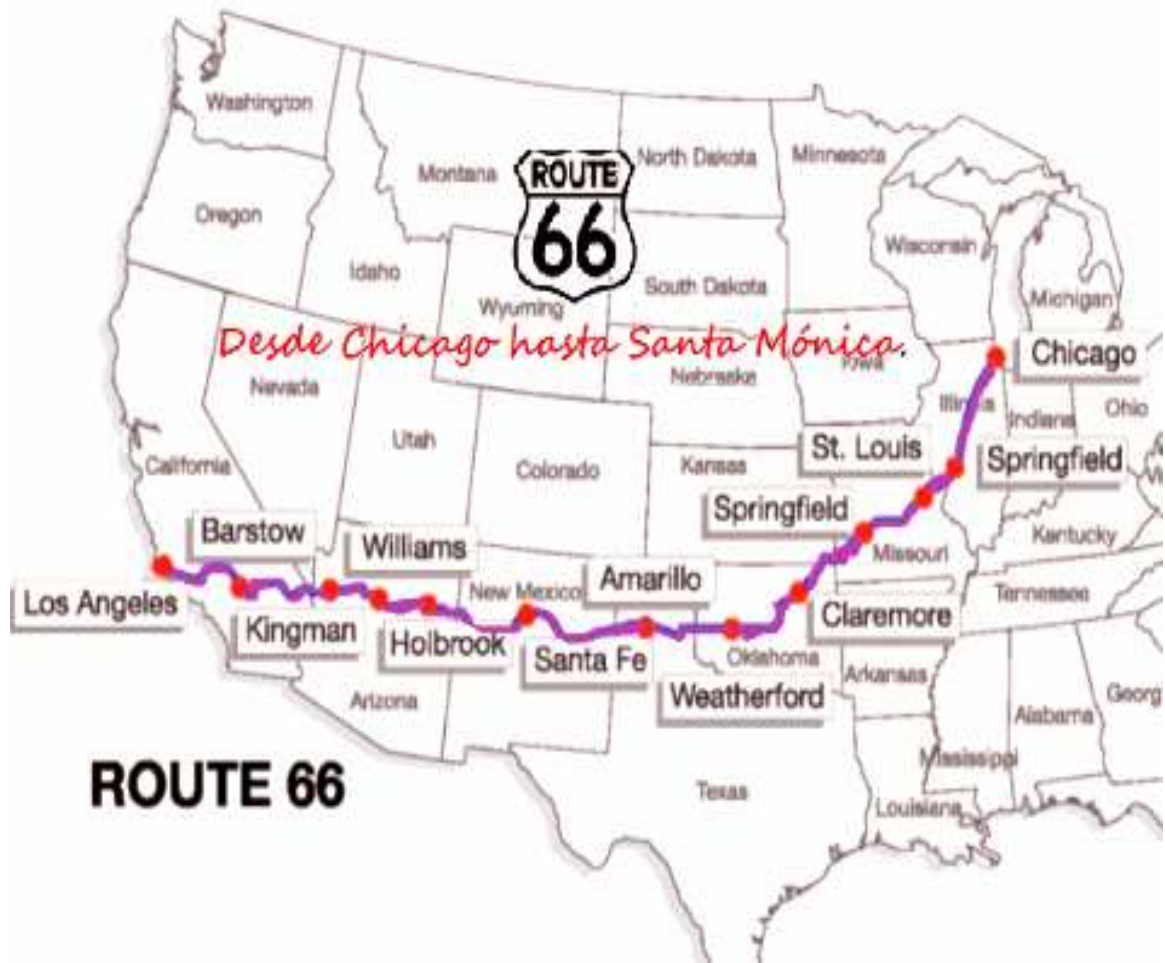 Washington
Montana
North Dakota
Minnesota
ROUTE
66
Oregon
Idaho
Wyuming
South Dakota
Wisconsin
Michigan
Desde Chicago hasta Santa Mónica.
Nevada
Nebraska
Iowa
Chicago
Illinois
Indiana
Ohio
Utah
Colorado
Kansas
St. Louis
Springfield
California
Springfield
Barstow
Williams
Missouri
Kentucky
Los Angeles
New Mexico
Amarillo
Tennessee
Kingman
Holbrook
Santa Fe
Claremore
Oklahoma
Weatherford
Arkansas
Arizona
Alabama
Georg
Mississippi
ROUTE 66
Texas
Louisiana